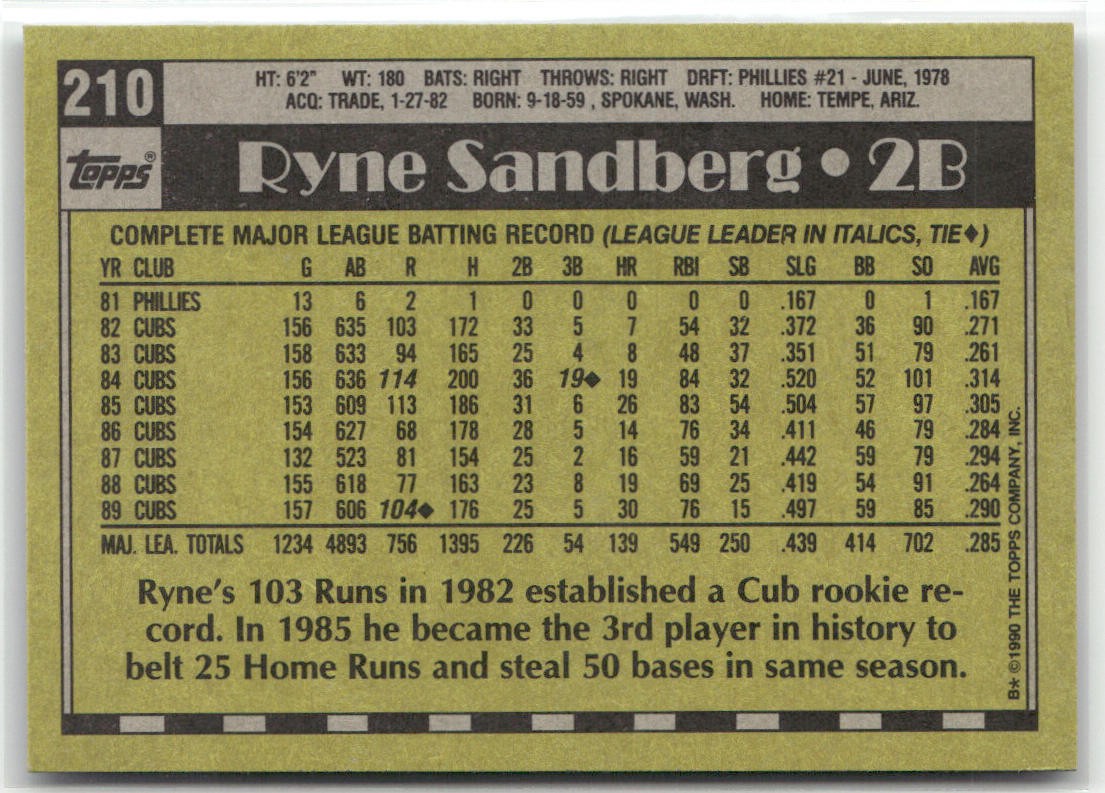 210
HT: 6'2" WT: 180 BATS: RIGHT THROWS: RIGHT DRFT: PHILLIES #21 - JUNE, 1978
ACQ: TRADE, 1-27-82 BORN: 9-18-59 , SPOKANE, WASH. HOME: TEMPE, ARIZ.
topps®
Ryne Sandberg • 2B
COMPLETE MAJOR LEAGUE BATTING RECORD (LEAGUE LEADER IN ITALICS, TIE♦)
YR CLUB G AB R H 2B 3B HR RBI SB SLG BB SO AVG
81 PHILLIES 13 6 2 1 0 0 0 0 0 .167 0 1 .167
82 CUBS 156 635 103 172 33 5 7 54 32 .372 36 90 .271
83 CUBS 158 633 94 165 25 4 8 48 37 .351 51 79 .261
84 CUBS 156 636 114 200 36 19♦ 19 84 32 .520 52 101 .314
85 CUBS 153 609 113 186 31 6 26 83 54 .504 57 97 .305
86 CUBS 154 627 68 178 28 5 14 76 34 .411 46 79 .284
87 CUBS 132 523 81 154 25 2 16 59 21 .442 59 79 .294
88 CUBS 155 618 77 163 23 8 19 69 25 .419 54 91 .264
89 CUBS 157 606 104♦ 176 25 5 30 76 15 .497 59 85 .290
MAJ. LEA. TOTALS 1234 4893 756 1395 226 54 139 549 250 .439 414 702 .285
Ryne's 103 Runs in 1982 established a Cub rookie re-
cord. In 1985 he became the 3rd player in history to
belt 25 Home Runs and steal 50 bases in same season.
B* ©1990 THE TOPPS COMPANY, INC.